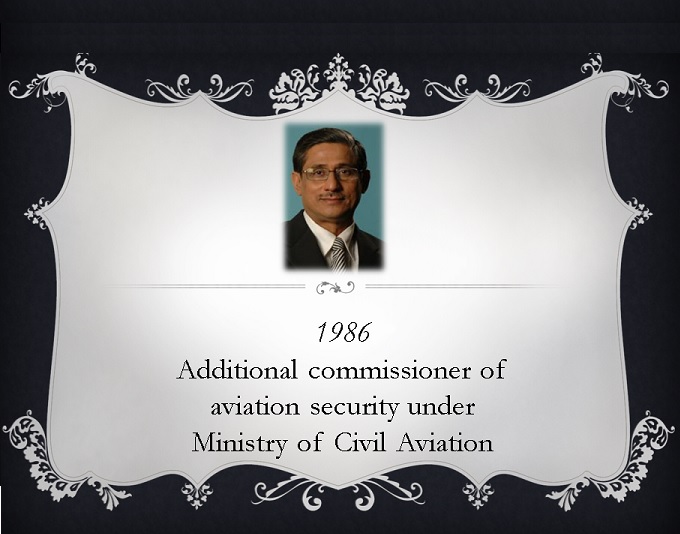 1986
Additional commissioner of
aviation security under
Ministry of Civil Aviation